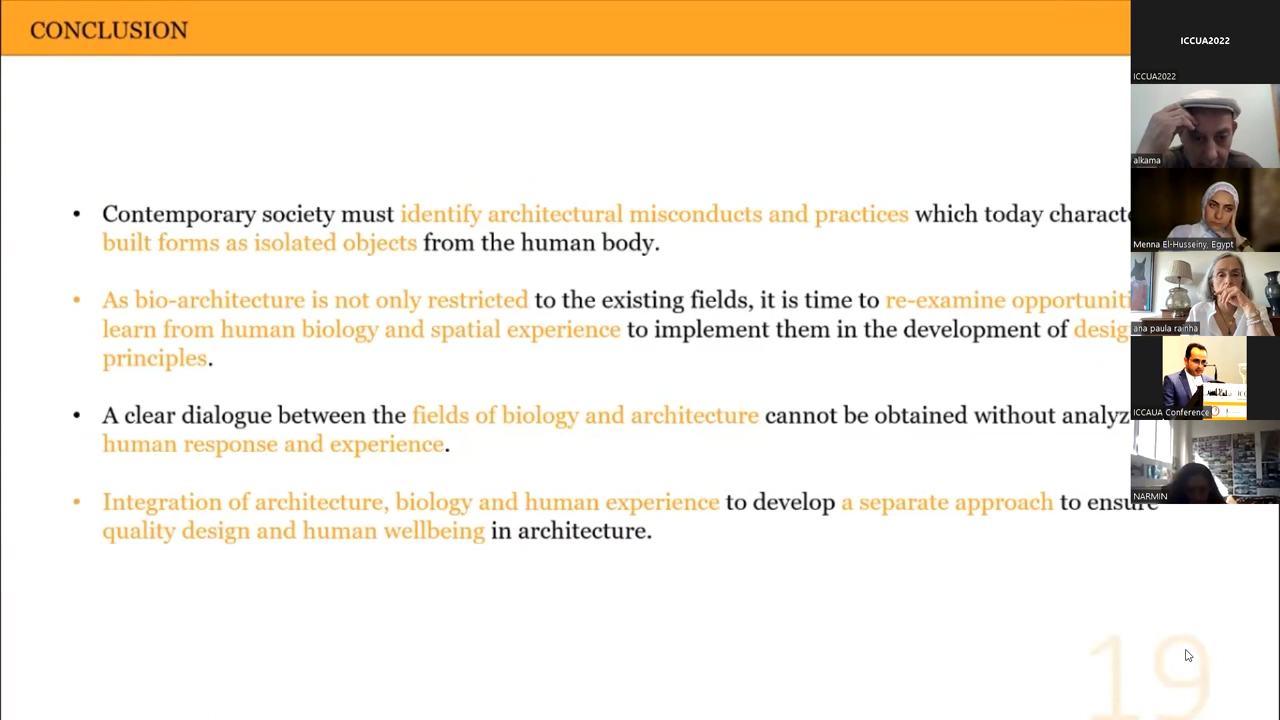 CONCLUSION
• Contemporary society must identify architectural misconducts and practices which today
built forms as isolated objects from the human body.
• As bio-architecture is not only restricted to the existing fields, it is time to re-examine
learn from human biology and spatial experience to implement them in the development of
principles.
• A clear dialogue between the fields of biology and architecture cannot be obtained without
human response and experience.
• Integration of architecture, biology and human experience to develop a separate approach to ensure
quality design and human wellbeing in architecture.
19
ICCUA2022
ICCUA2022
alkama
Menna El-Husseiny, Egypt
ana paula rainha
ICCAUA Conference
NARMIN